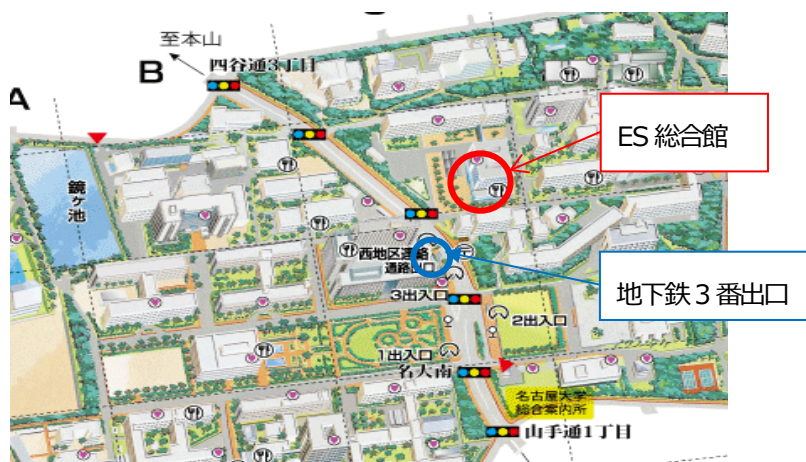 至本山
四谷通3丁目
B
A
鏡ヶ池
ES 総合館
西地区連絡
通路出口
地下鉄 3 番出口
3出入口
2出入口
1出入口
名大南
名古屋大学
総合案内所
山手通1丁目